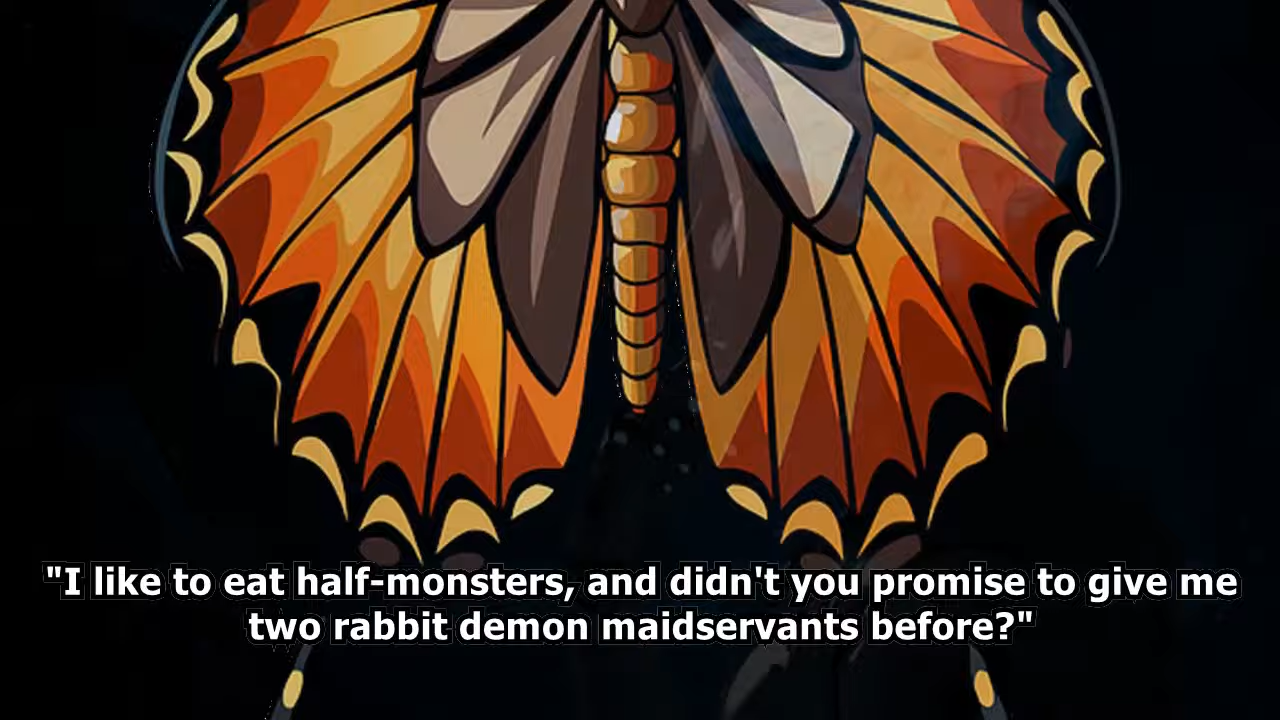 "I like to eat half-monsters, and didn't you promise to give me
two rabbit demon maidservants before?"